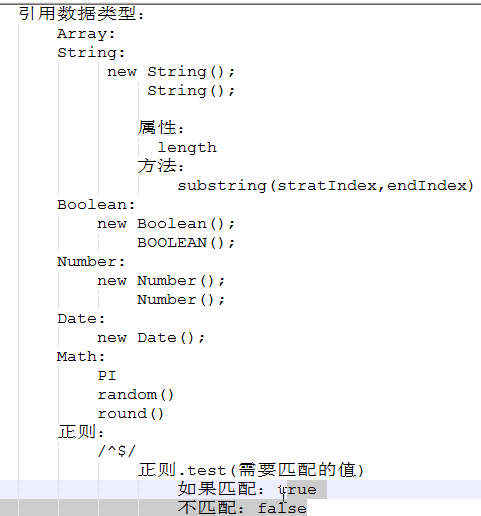 引用数据类型：
Array:
String:
new String();
String();
属性：
length
方法：
substring(stratIndex,endIndex)
Boolean:
new Boolean();
BOOLEAN();
Number:
new Number();
Number();
Date:
new Date();
Math:
PI
random()
round()
正则：
/^$/
正则.test(需要匹配的值)
如果匹配：true
不匹配：false